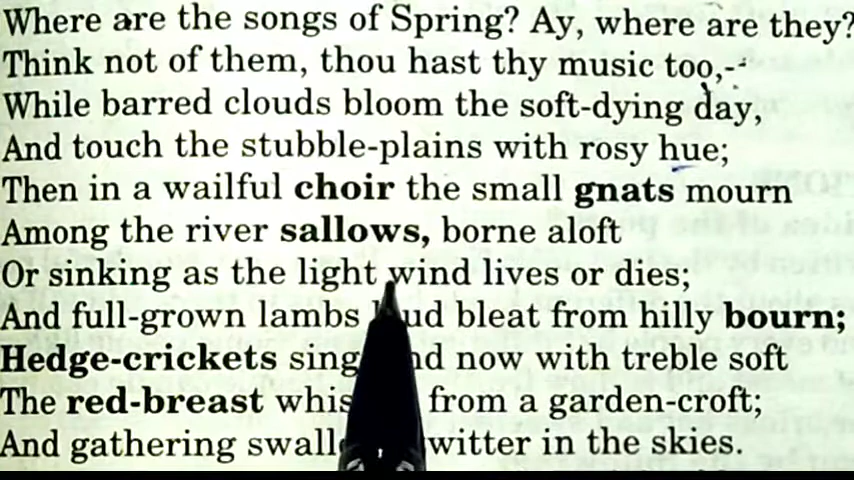 Where are the songs of Spring? Ay, where are they?
Think not of them, thou hast thy music too,-
While barred clouds bloom the soft-dying day,
And touch the stubble-plains with rosy hue;
Then in a wailful choir the small gnats mourn
Among the river sallows, borne aloft
Or sinking as the light wind lives or dies;
And full-grown lambs bleat from hilly bourn;
Hedge-crickets sing now with treble soft
The red-breast from a garden-croft;
And gathering in the skies.